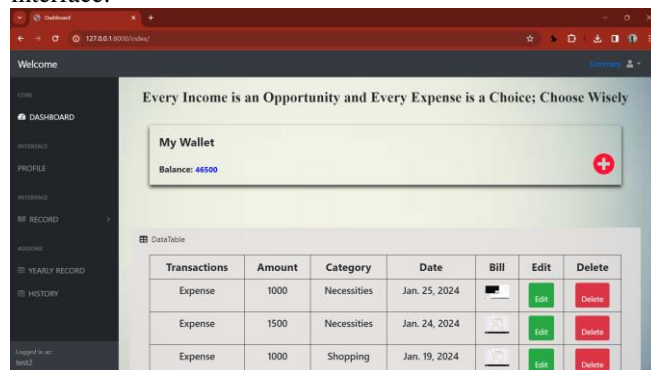 interface.
Dashboard
127.0.0.1:8000/index/
Welcome
Summary
CORE
DASHBOARD
INTERFACE
PROFILE
INTERFACE
RECORD
ADDONS
YEARLY RECORD
HISTORY
Logged in as:
test2
Every Income is an Opportunity and Every Expense is a Choice; Choose Wisely
My Wallet
Balance: 46500
DataTable
Transactions Amount Category Date Bill Edit Delete
Expense 1000 Necessities Jan. 25, 2024 Edit Delete
Expense 1500 Necessities Jan. 24, 2024 Edit Delete
Expense 1000 Shopping Jan. 19, 2024 Edit Delete